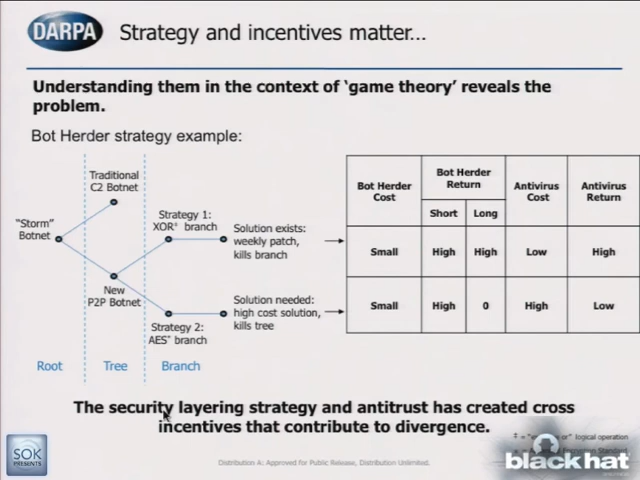 DARPA
Strategy and incentives matter...
Understanding them in the context of 'game theory' reveals the
problem.
Bot Herder strategy example:
Traditional
C2 Botnet
"Storm"
Botnet
New
P2P Botnet
Strategy 1:
XOR‡ branch
Strategy 2:
AES* branch
Solution exists:
weekly patch,
kills branch
Solution needed:
high cost solution,
kills tree
Root
Tree
Branch
Bot Herder
Cost
Bot Herder
Return
Short
Long
Antivirus
Cost
Antivirus
Return
Small
High
High
Low
High
Small
High
0
High
Low
The security layering strategy and antitrust has created cross
incentives that contribute to divergence.
or" logical operation
Standard
Distribution A: Approved for Public Release, Distribution Unlimited.
SOK
PRESENTS
black hat